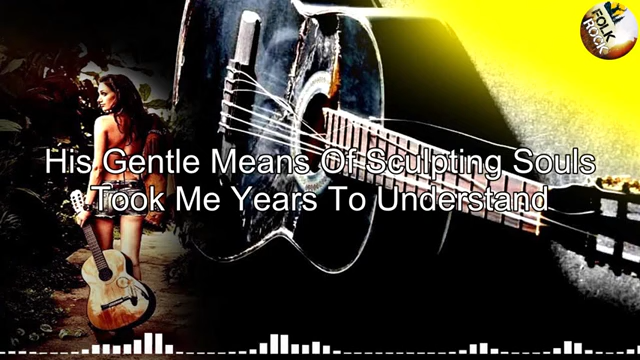 His Gentle Means Of Sculpting Souls
Took Me Years To Understand
FOLK
ROCK